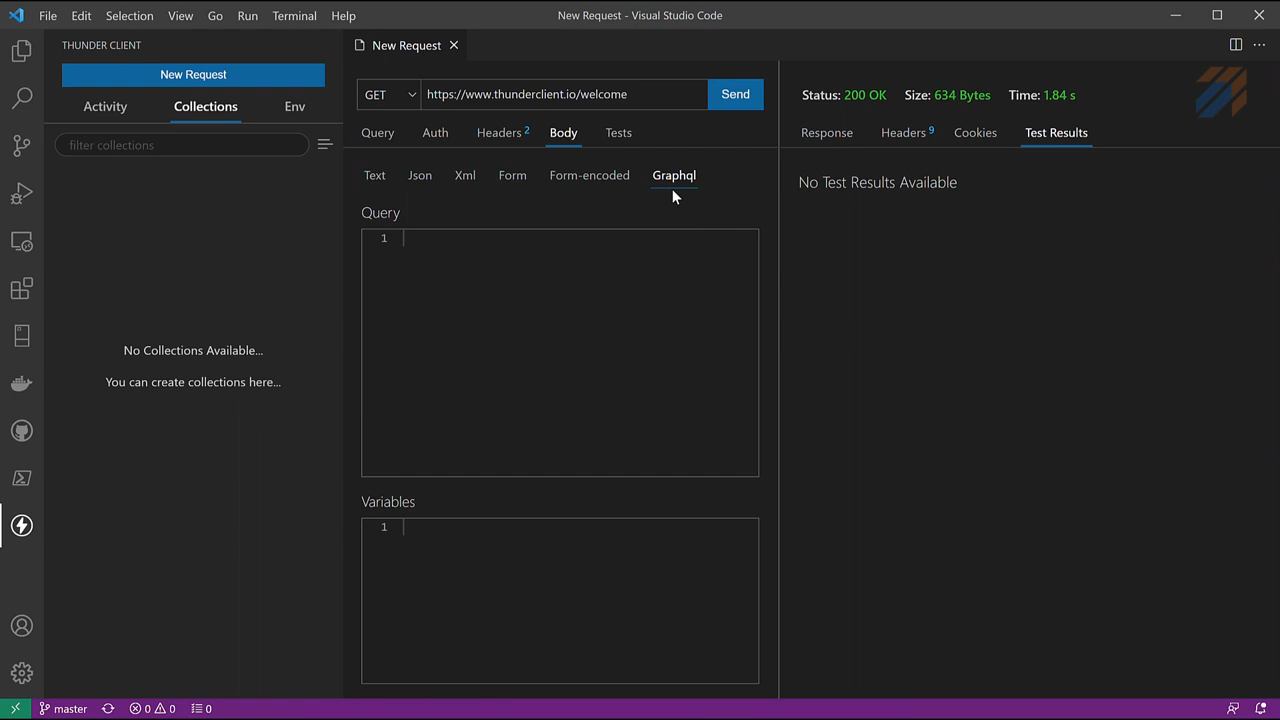 File Edit Selection View Go Run Terminal Help
New Request - Visual Studio Code
THUNDER CLIENT
New Request
Activity Collections Env
filter collections
No Collections Available...
You can create collections here...
New Request
GET https://www.thunderclient.io/welcome Send
Query Auth Headers 2 Body Tests
Text Json Xml Form Form-encoded Graphql
Query
1
Variables
1
Status: 200 OK Size: 634 Bytes Time: 1.84 s
Response Headers 9 Cookies Test Results
No Test Results Available
master 0 0 0